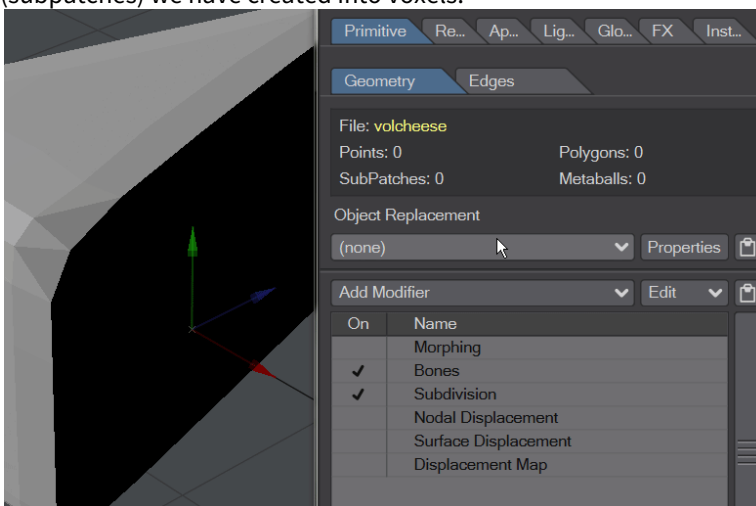 (subpatches) we have created into voxels.
Primitive Re... Ap... Lig... Glo... FX Inst...
Geometry Edges
File: volcheese
Points: 0 Polygons: 0
SubPatches: 0 Metaballs: 0
Object Replacement
(none) Properties
Add Modifier Edit
On Name
Morphing
Bones
Subdivision
Nodal Displacement
Surface Displacement
Displacement Map